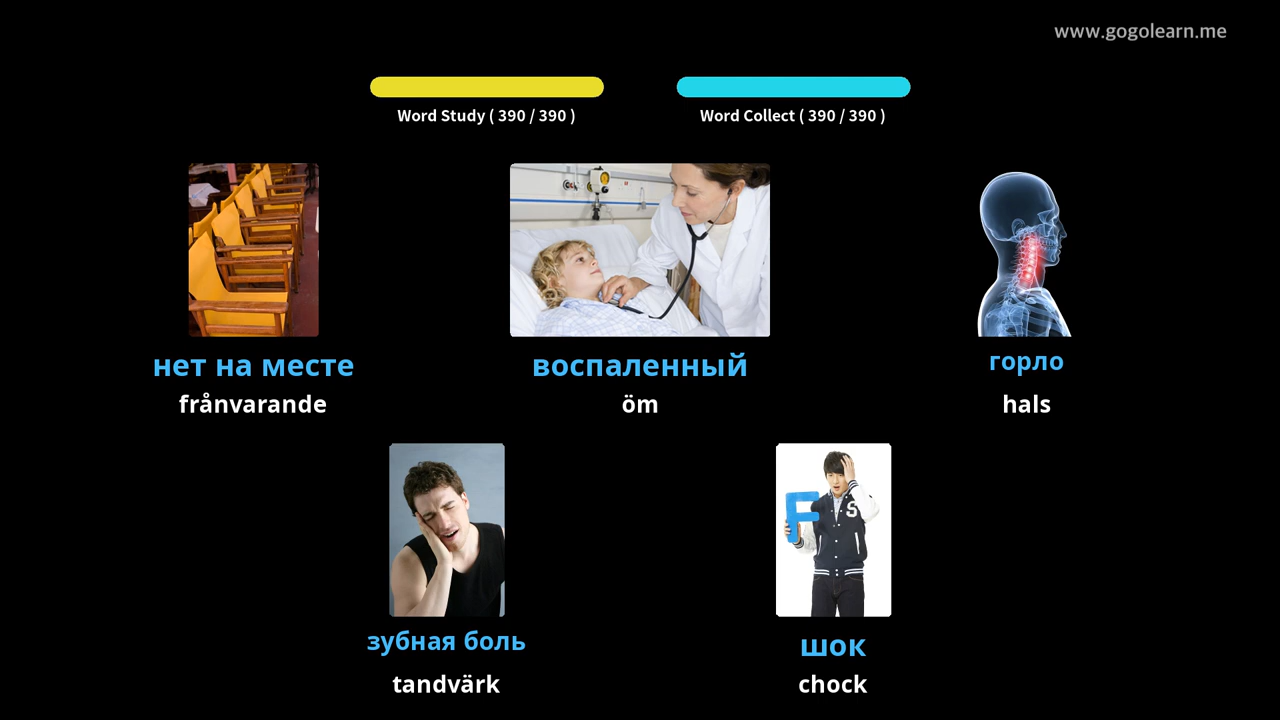 www.gogolearn.me
Word Study ( 390 / 390 )
Word Collect ( 390 / 390 )
нет на месте
frånvarande
воспаленный
öm
горло
hals
F
S
зубная боль
tandvärk
шок
chock